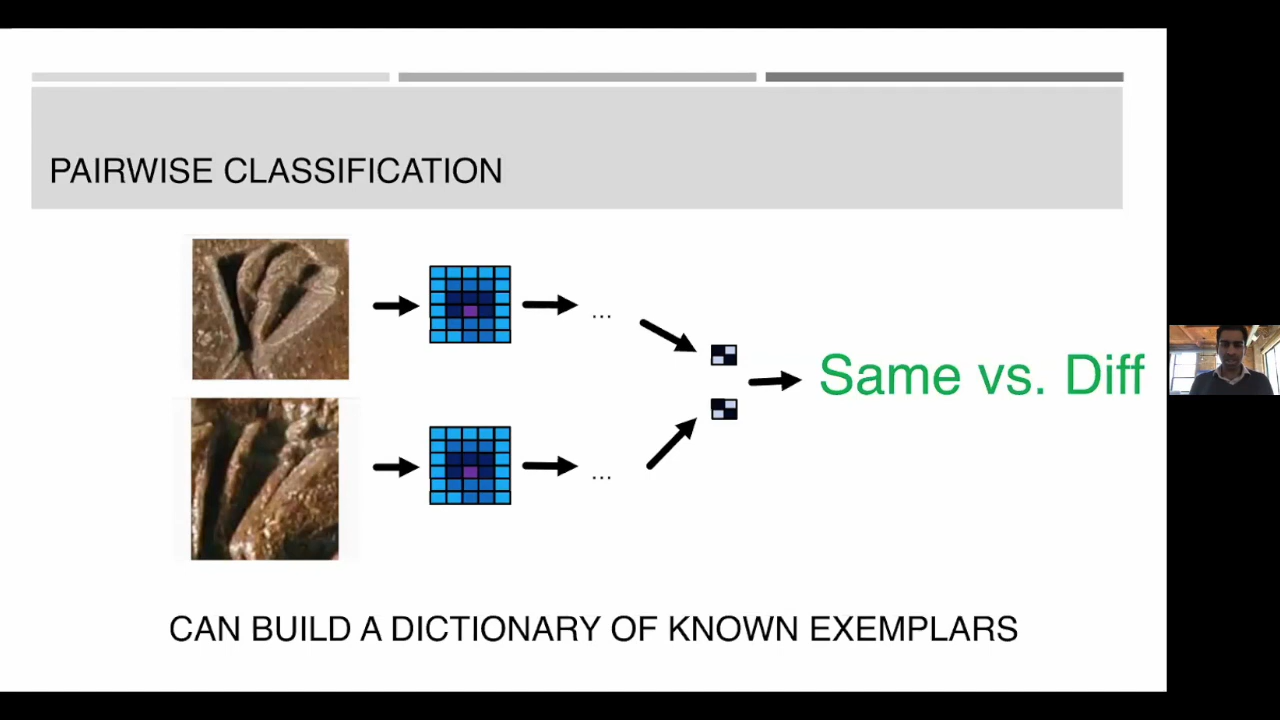 PAIRWISE CLASSIFICATION
...
Same vs. Diff
...
CAN BUILD A DICTIONARY OF KNOWN EXEMPLARS